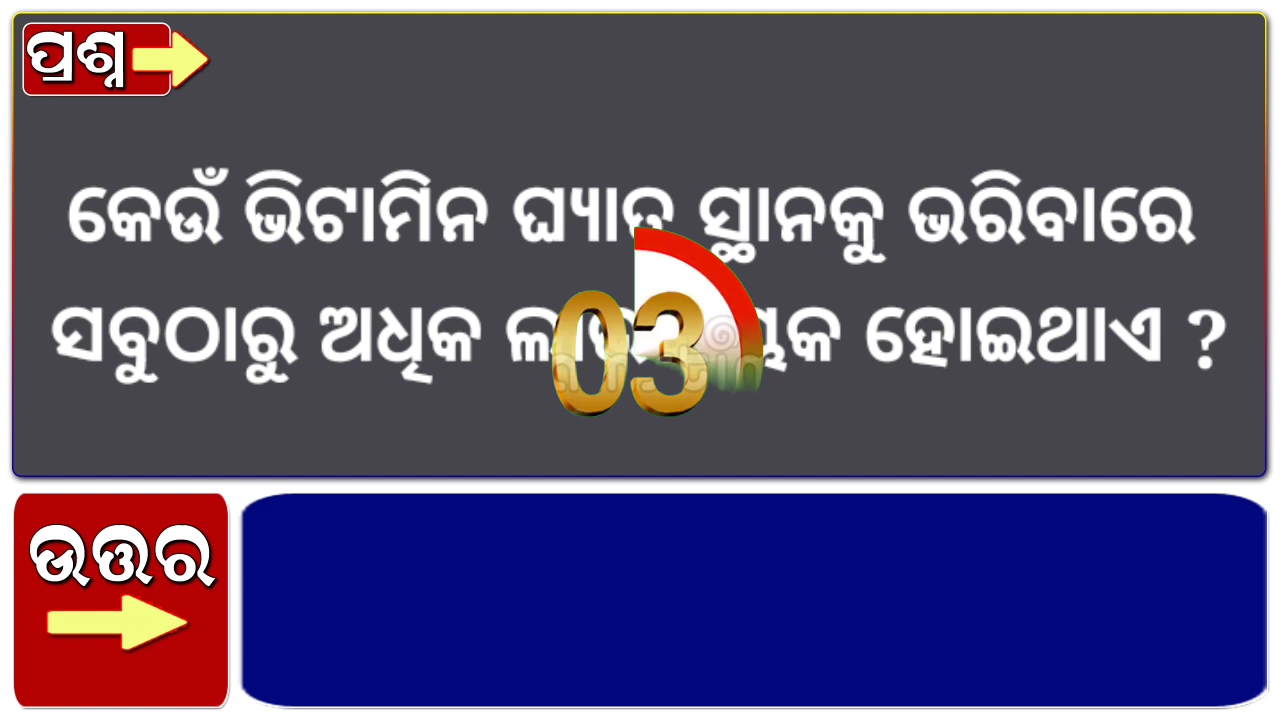 ପ୍ରଶ୍ନ
କେଉଁ ଭିଟାମିନ ଘ୍ୟାତ ସ୍ଥାନକୁ ଭରିବାରେ
ସବୁଠାରୁ ଅଧିକ ହୋଇଥାଏ ?
03
ଉତ୍ତର